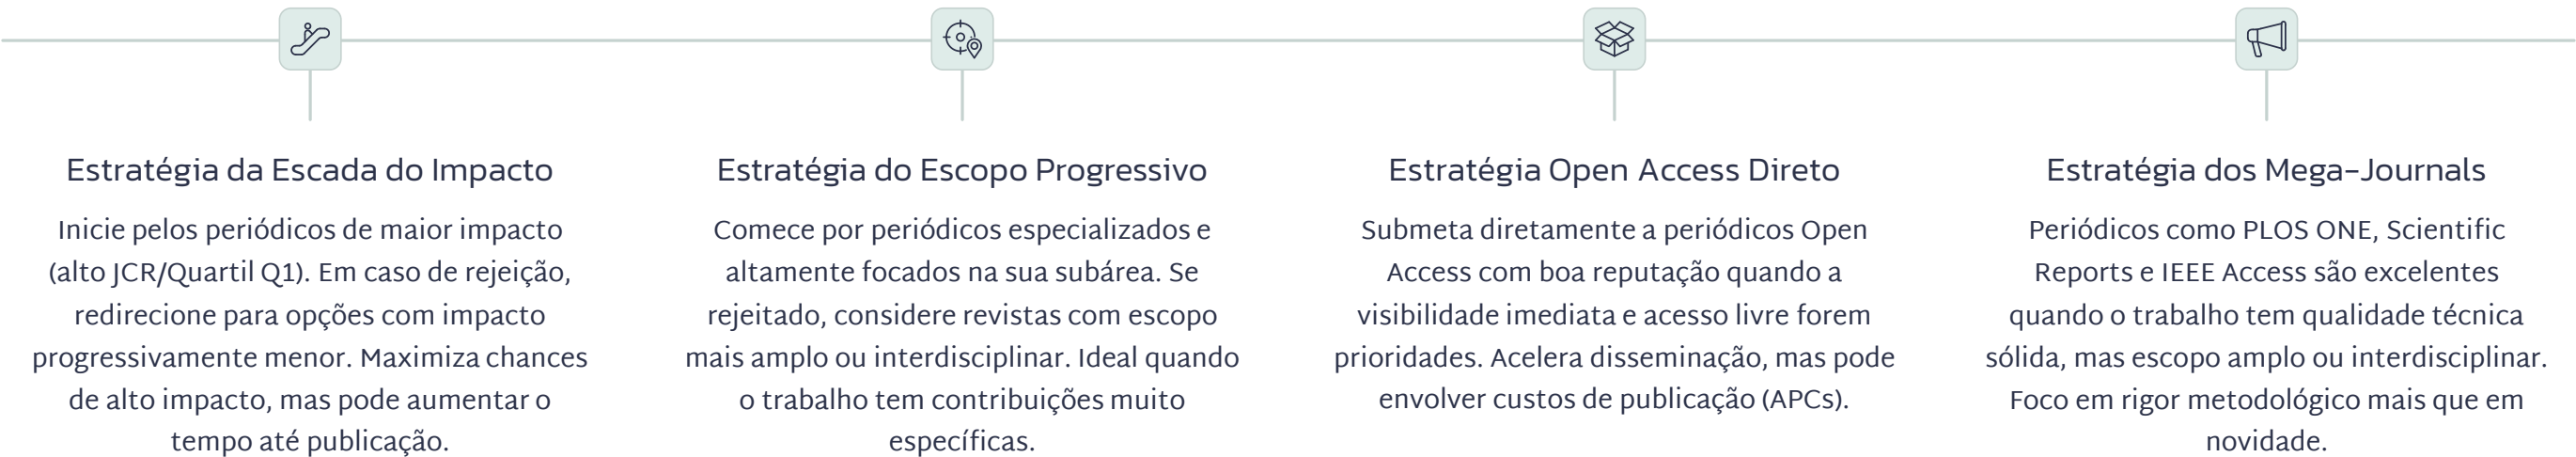 Estratégia da Escada do Impacto
Inicie pelos periódicos de maior impacto
(alto JCR/Quartil Q1). Em caso de rejeição,
redirecione para opções com impacto
progressivamente menor. Maximiza chances
de alto impacto, mas pode aumentar o
tempo até publicação.
Estratégia do Escopo Progressivo
Comece por periódicos especializados e
altamente focados na sua subárea. Se
rejeitado, considere revistas com escopo
mais amplo ou interdisciplinar. Ideal quando
o trabalho tem contribuições muito
específicas.
Estratégia Open Access Direto
Submeta diretamente a periódicos Open
Access com boa reputação quando a
visibilidade imediata e acesso livre forem
prioridades. Acelera disseminação, mas pode
envolver custos de publicação (APCs).
Estratégia dos Mega-Journals
Periódicos como PLOS ONE, Scientific
Reports e IEEE Access são excelentes
quando o trabalho tem qualidade técnica
sólida, mas escopo amplo ou interdisciplinar.
Foco em rigor metodológico mais que em
novidade.